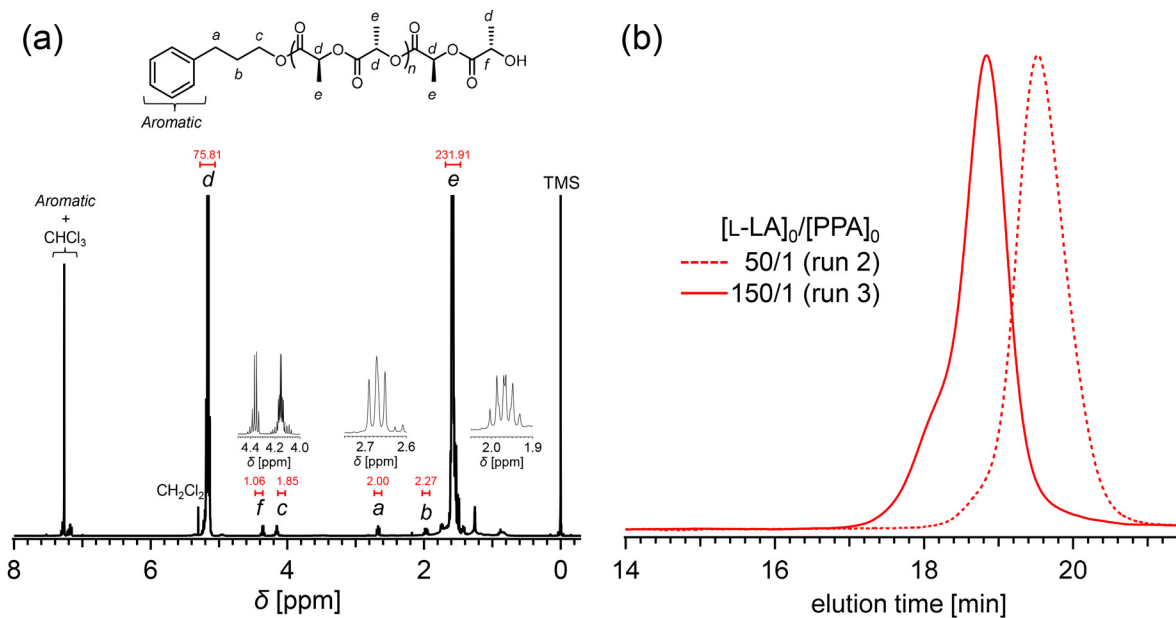 (a)
a
c
b
O
O
d
O
e
O
d
O
O
n
O
d
O
e
O
d
f
OH
e
e
Aromatic
75.81
d
231.91
e
TMS
Aromatic
+
CHCl3
CH2Cl2
4.4 4.2 4.0
δ [ppm]
2.7 2.6
δ [ppm]
2.0 1.9
δ [ppm]
1.06
f
1.85
c
2.00
a
2.27
b
8 6 4 2 0
δ [ppm]
(b)
[L-LA]0/[PPA]0
50/1 (run 2)
150/1 (run 3)
14 16 18 20
elution time [min]